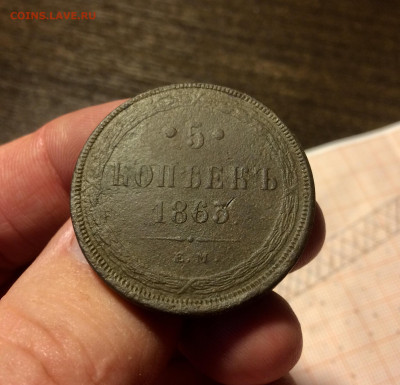 COINS.LAVE.RU
• 5 •
КОПѢЕКЪ
1863.
Е.М.